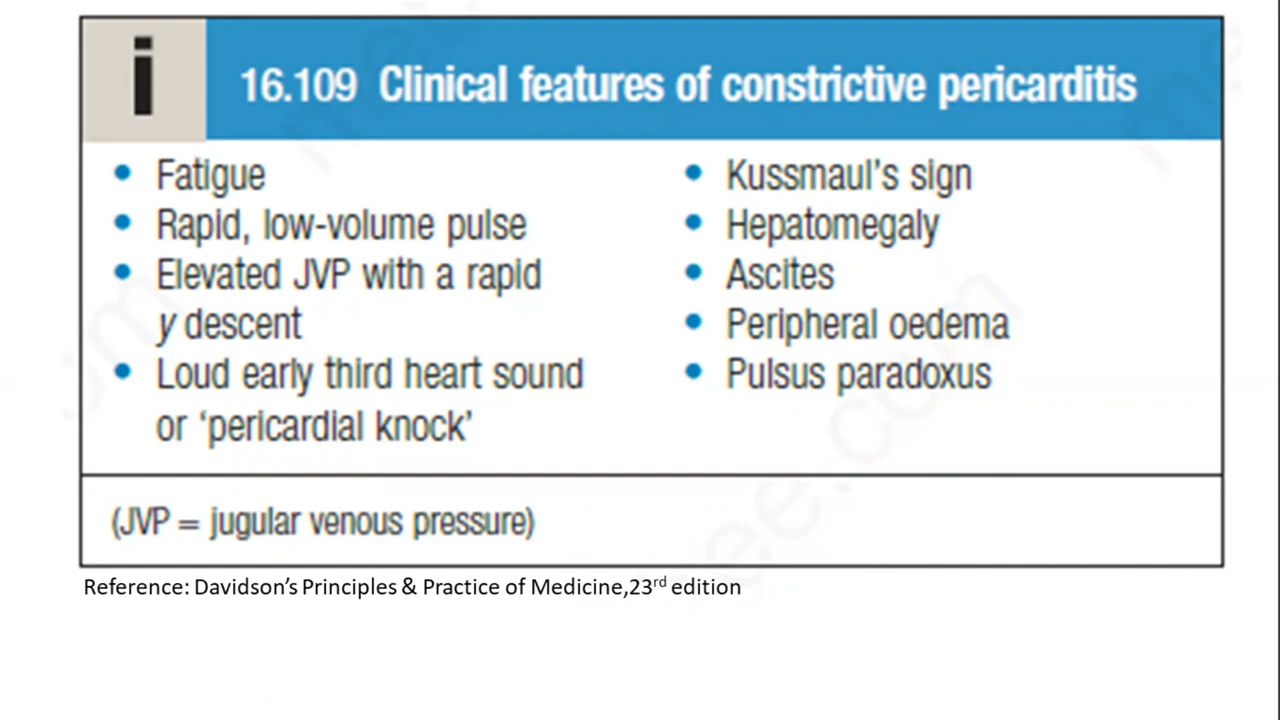 i
16.109 Clinical features of constrictive pericarditis
• Fatigue
• Rapid, low-volume pulse
• Elevated JVP with a rapid
y descent
• Loud early third heart sound
or ‘pericardial knock’
• Kussmaul’s sign
• Hepatomegaly
• Ascites
• Peripheral oedema
• Pulsus paradoxus
(JVP = jugular venous pressure)
Reference: Davidson’s Principles & Practice of Medicine,23rd edition